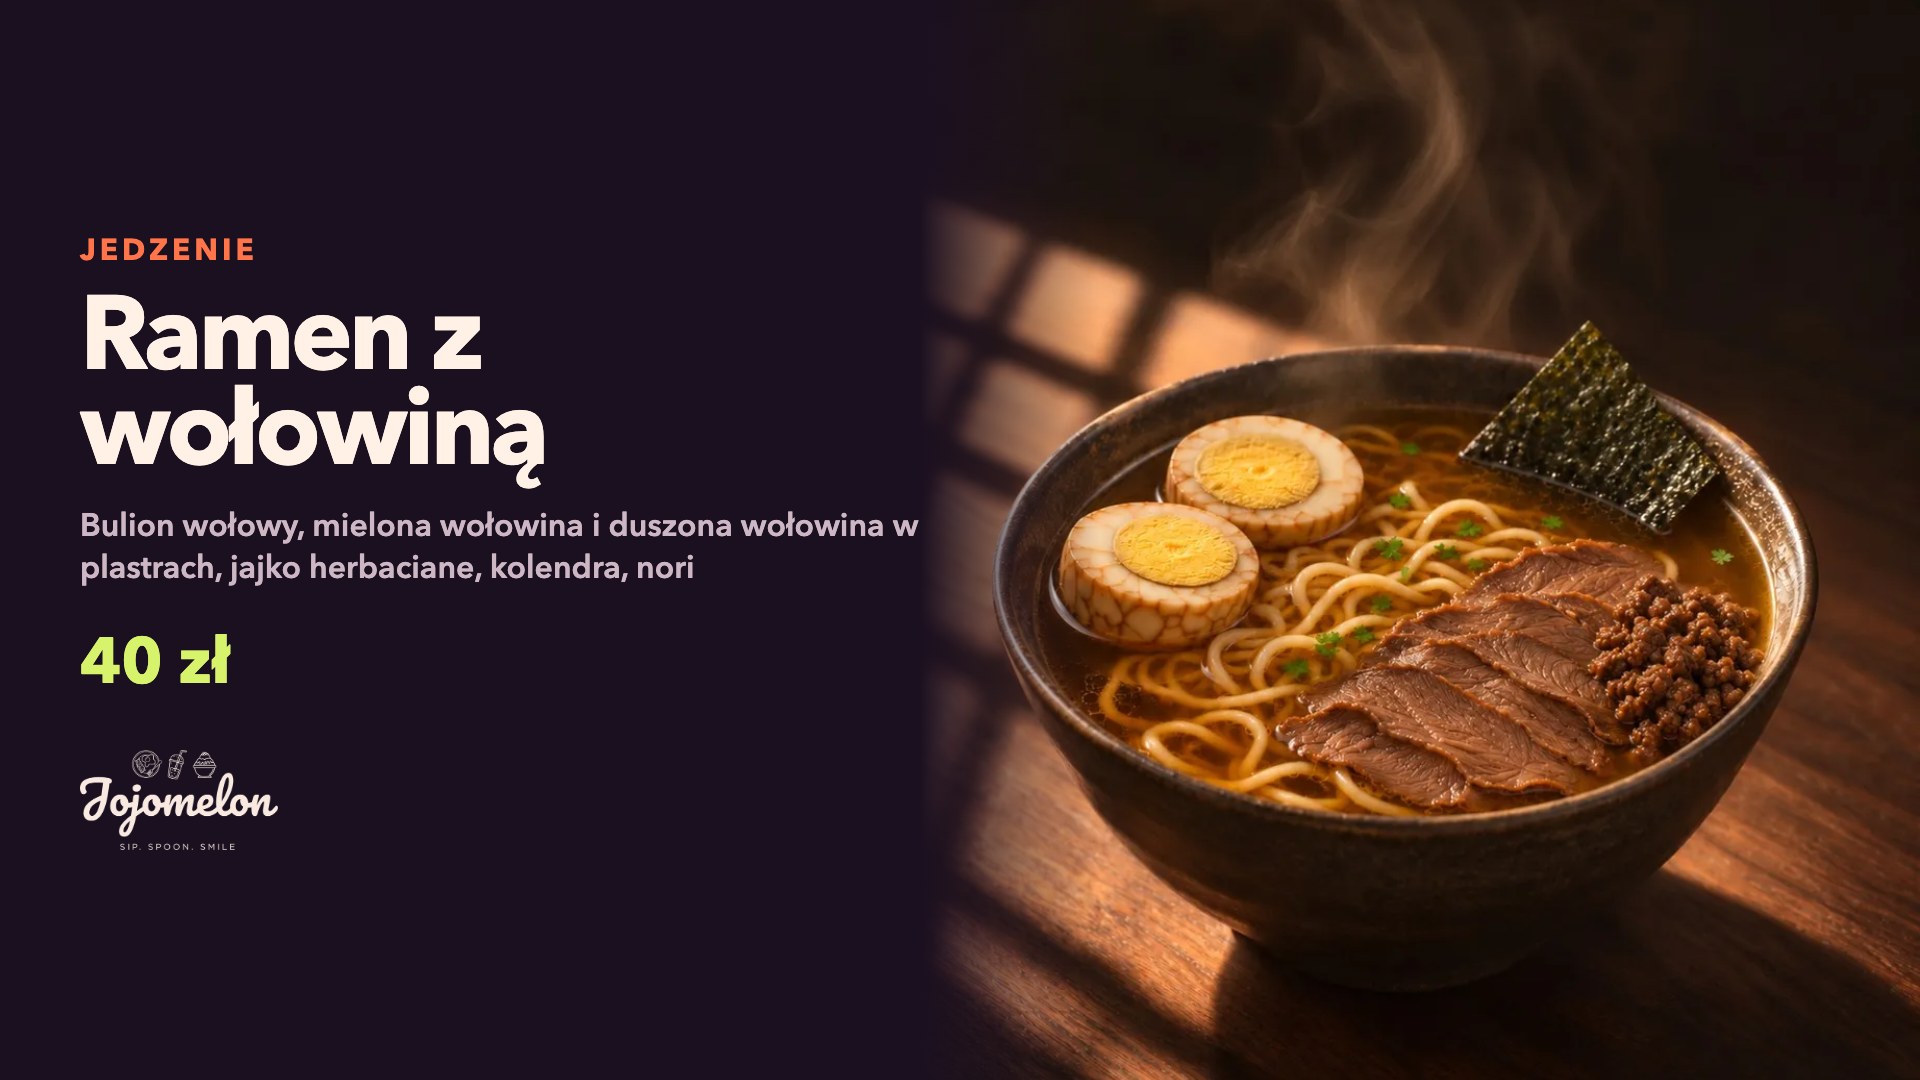 JEDZENIE
Ramen z
wołowiną
Bulion wołowy, mielona wołowina i duszona wołowina w
plastrach, jajko herbaciane, kolendra, nori
40 zł
Jojomelon
SIP. SPOON. SMILE